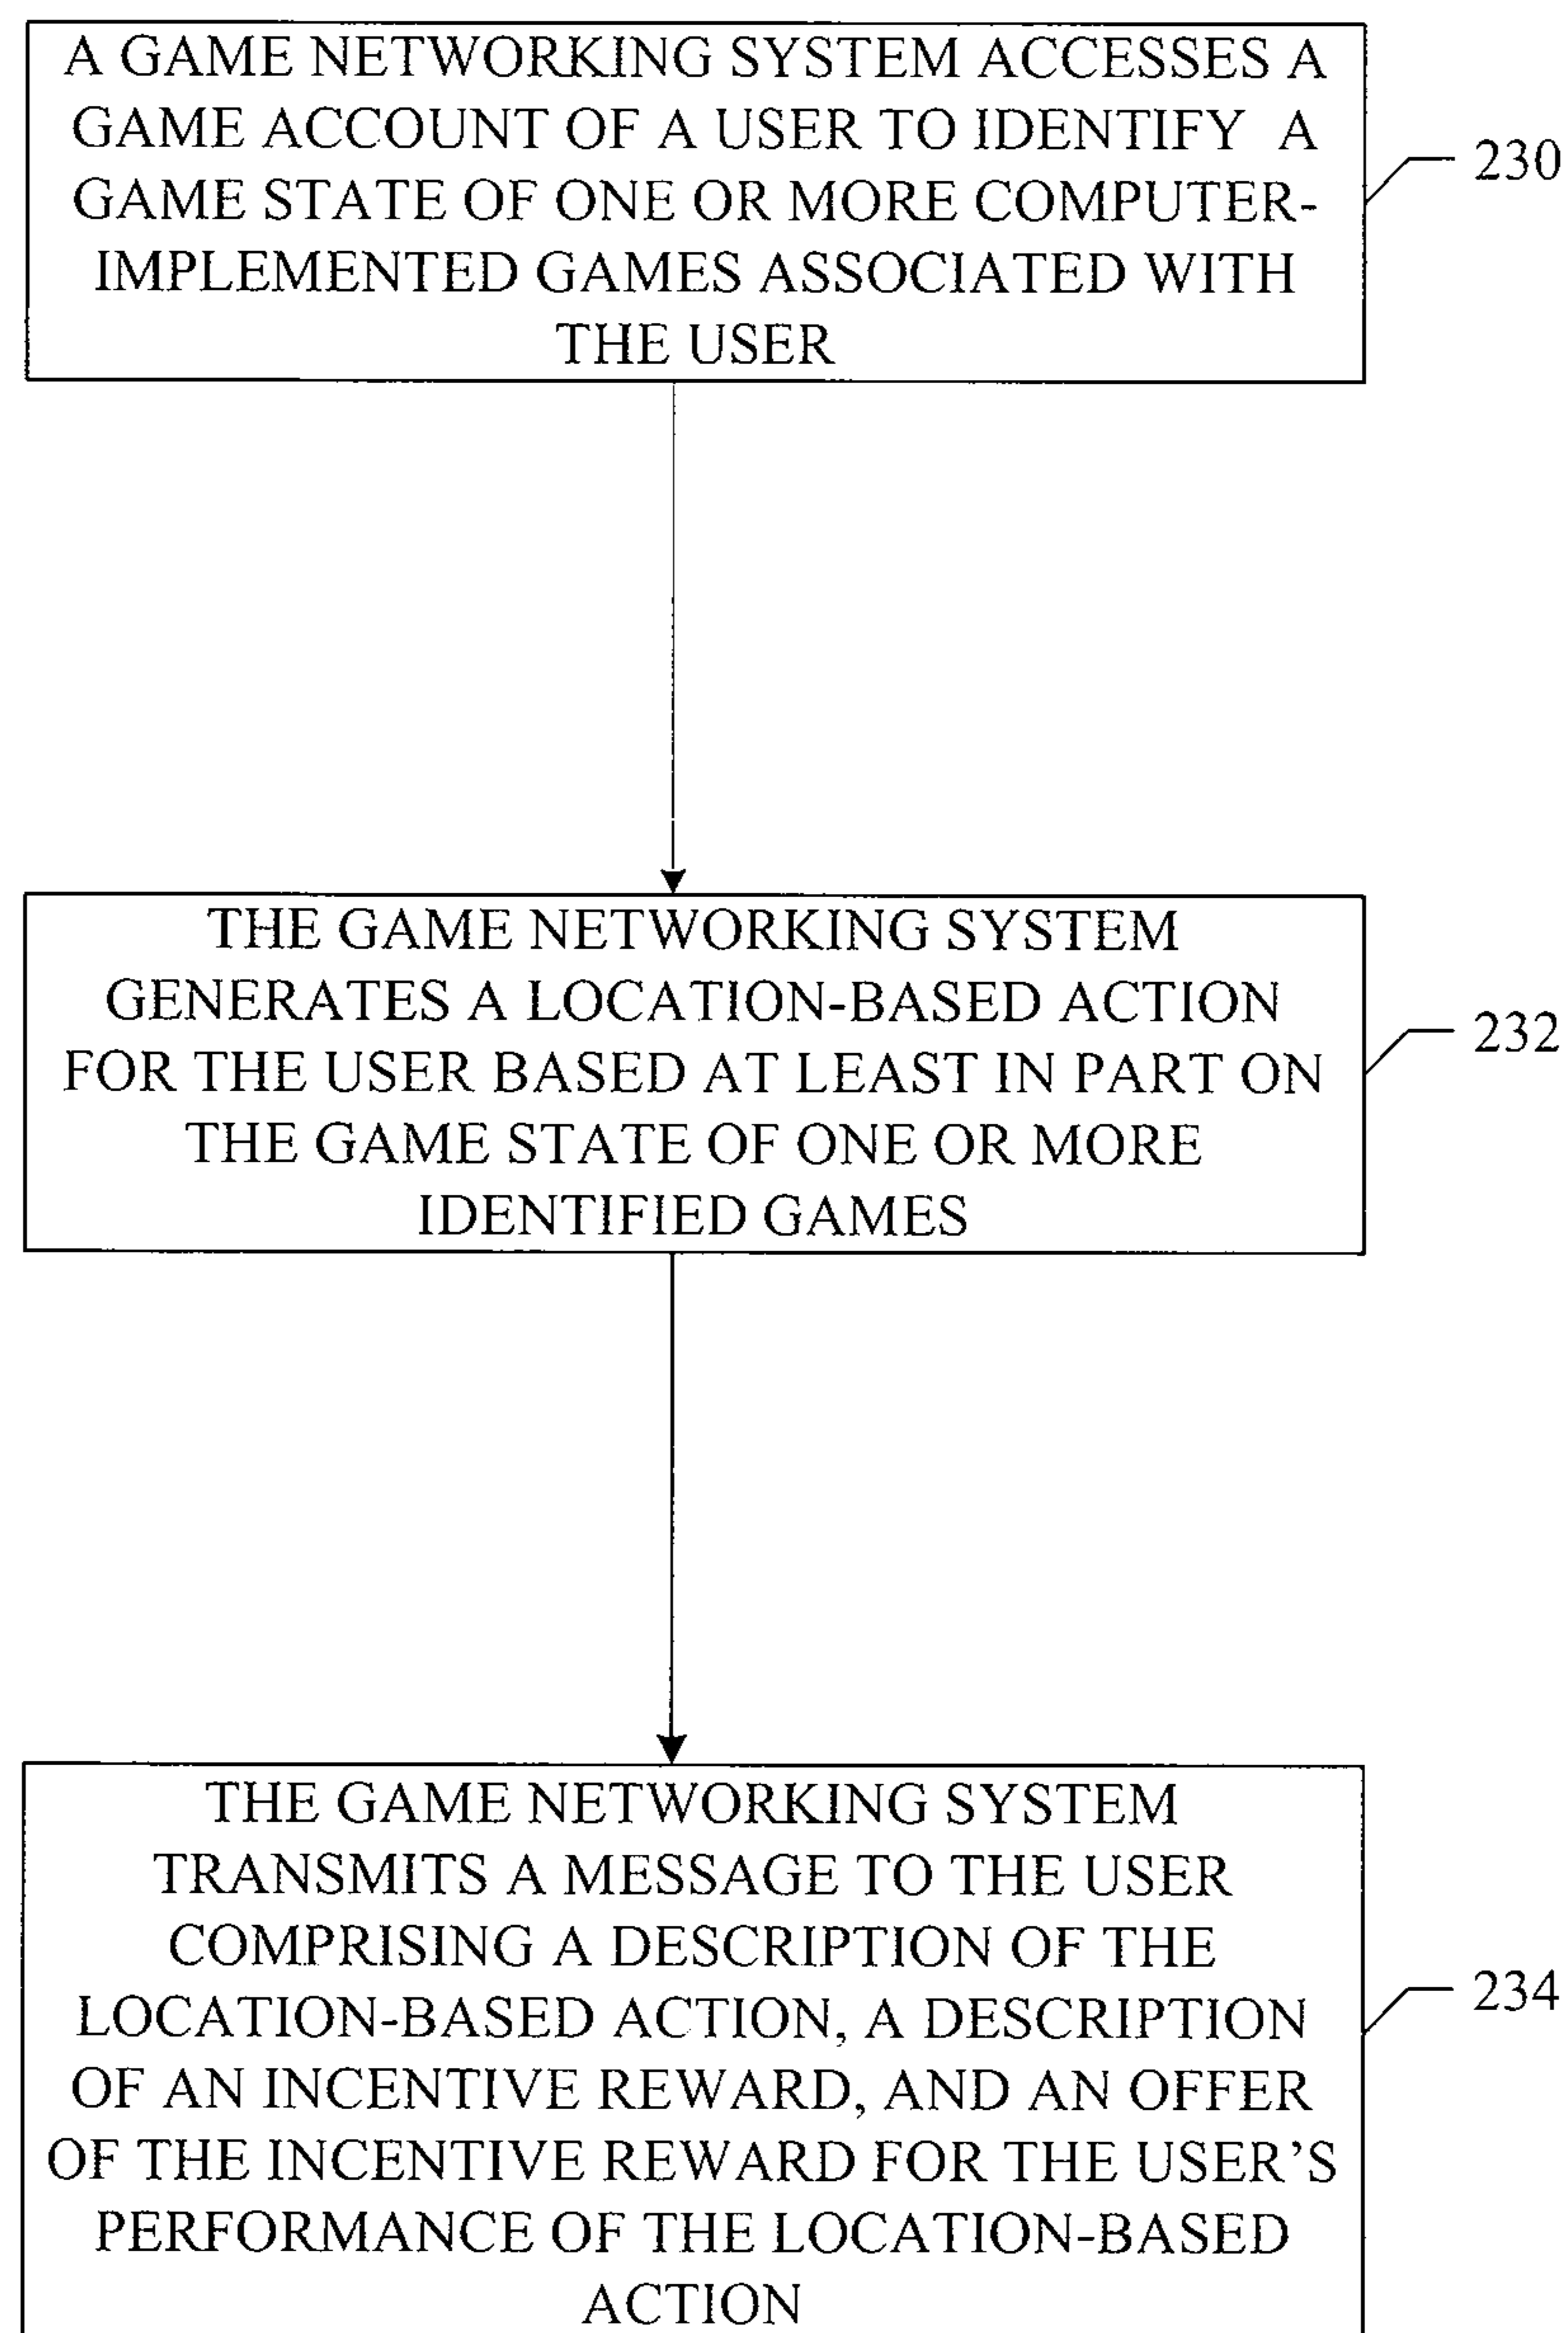 A GAME NETWORKING SYSTEM ACCESSES A
GAME ACCOUNT OF A USER TO IDENTIFY A
GAME STATE OF ONE OR MORE COMPUTER-
IMPLEMENTED GAMES ASSOCIATED WITH
THE USER
230
THE GAME NETWORKING SYSTEM
GENERATES A LOCATION-BASED ACTION
FOR THE USER BASED AT LEAST IN PART ON
THE GAME STATE OF ONE OR MORE
IDENTIFIED GAMES
232
THE GAME NETWORKING SYSTEM
TRANSMITS A MESSAGE TO THE USER
COMPRISING A DESCRIPTION OF THE
LOCATION-BASED ACTION, A DESCRIPTION
OF AN INCENTIVE REWARD, AND AN OFFER
OF THE INCENTIVE REWARD FOR THE USER'S
PERFORMANCE OF THE LOCATION-BASED
ACTION
234